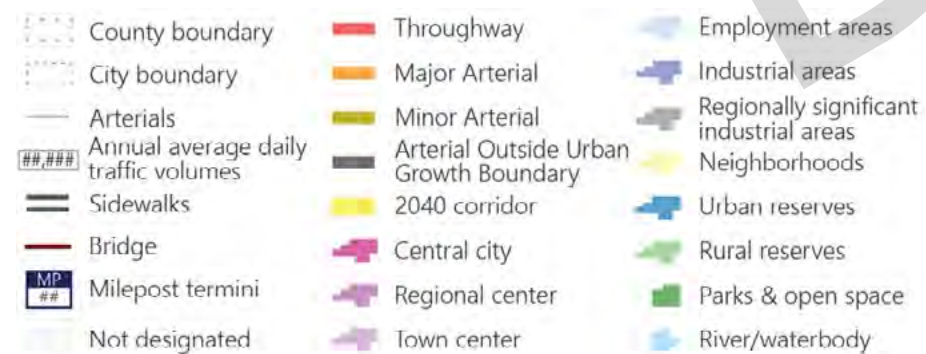 County boundary
City boundary
Arterials
##,###
Annual average daily
traffic volumes
Sidewalks
Bridge
MP
##
Milepost termini
Not designated
Throughway
Major Arterial
Minor Arterial
Arterial Outside Urban
Growth Boundary
2040 corridor
Central city
Regional center
Town center
Employment areas
Industrial areas
Regionally significant
industrial areas
Neighborhoods
Urban reserves
Rural reserves
Parks & open space
River/waterbody